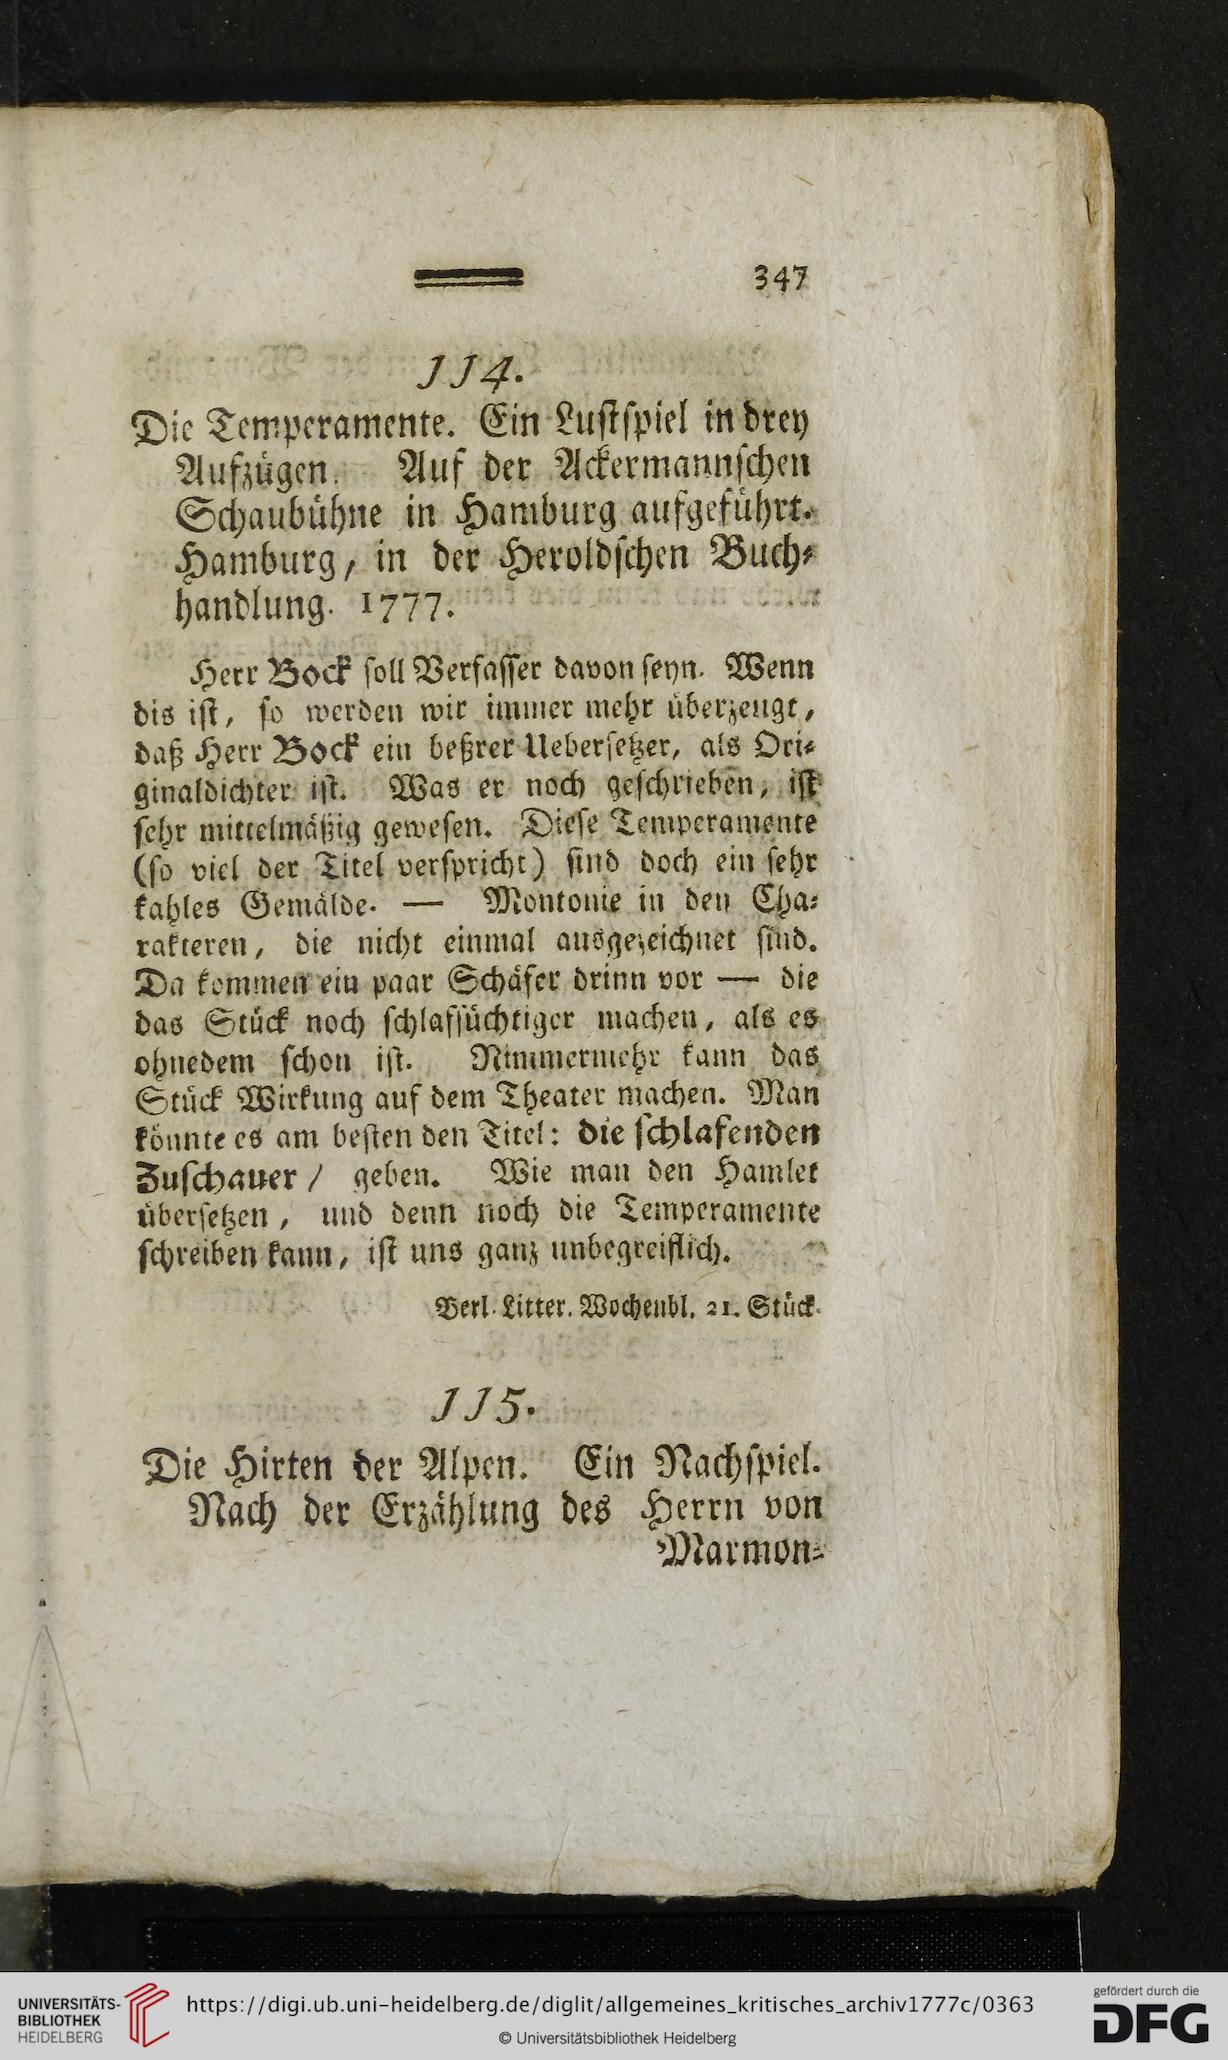 347
114.
Die Temperamente. Ein Lustspiel in drey
Aufzügen. Auf der Ackermannschen
Schaubühne in Hamburg aufgeführt.
Hamburg, in der Heroldschen Buch-
handlung. 1777.
Herr Bock soll Verfasser davon seyn. Wenn
dis ist, so werden wir immer mehr überzeugt,
daß Herr Bock ein beßrer Uebersetzer, als Ori-
ginaldichter ist. Was er noch geschrieben, ist
sehr mittelmäßig gewesen. Diese Temperamente
(so viel der Titel verspricht) sind doch ein sehr
kahles Gemälde. — Montonie in den Cha-
rakteren, die nicht einmal ausgezeichnet sind.
Da kommen ein paar Schäfer drinn vor — die
das Stück noch schlafsüchtiger machen, als es
ohnedem schon ist. Nimmermehr kann das
Stück Wirkung auf dem Theater machen. Man
könnte es am besten den Titel: die schlafenden
Zuschauer/ geben. Wie man den Hamlet
übersetzen, und denn noch die Temperamente
schreiben kann, ist uns ganz unbegreiflich.
Berl. Litter. Wochenbl. 21. Stück.
115.
Die Hirten der Alpen. Ein Nachspiel.
Nach der Erzählung des Herrn von
Marmon-
UNIVERSITÄTS-
BIBLIOTHEK
HEIDELBERG
https://digi.ub.uni-heidelberg.de/diglit/allgemeines_kritisches_archiv1777c/0363
© Universitätsbibliothek Heidelberg
gefördert durch die
DFG